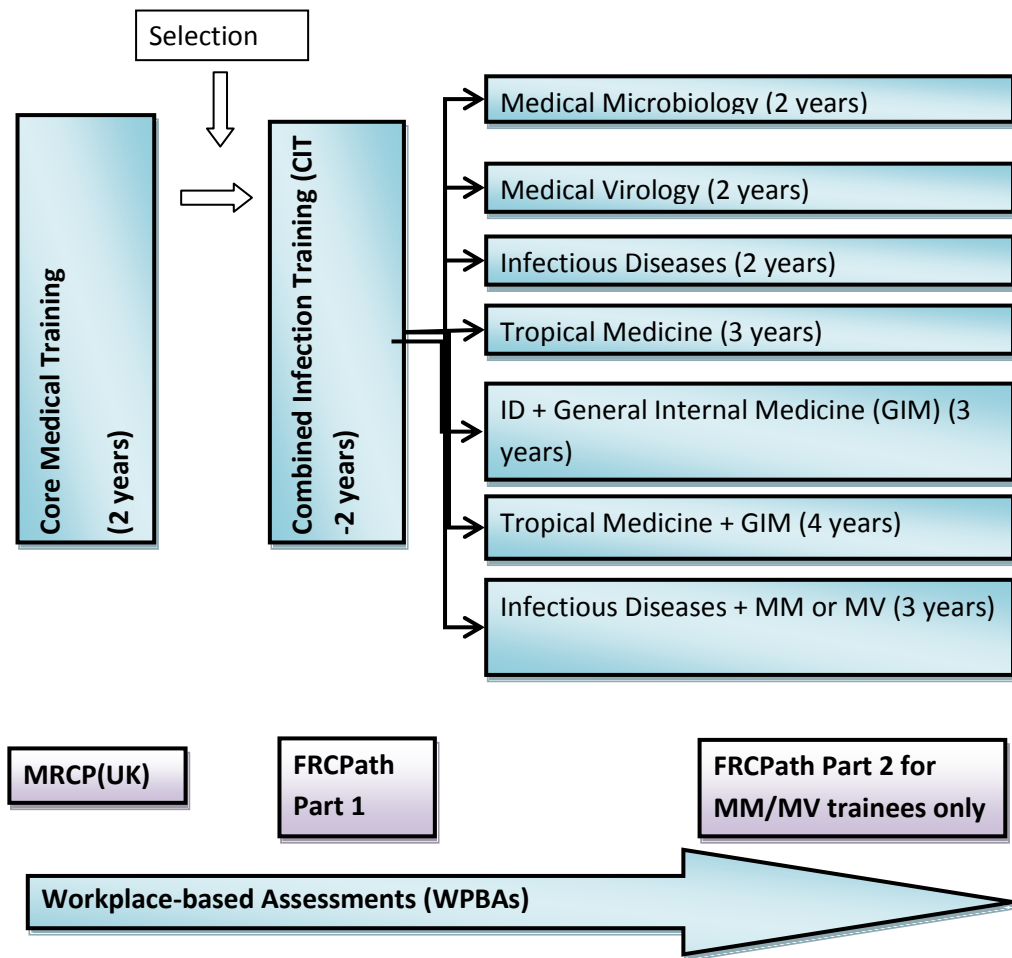 Selection
Core Medical Training
(2 years)
Combined Infection Training (CIT
-2 years)
Medical Microbiology (2 years)
Medical Virology (2 years)
Infectious Diseases (2 years)
Tropical Medicine (3 years)
ID + General Internal Medicine (GIM) (3
years)
Tropical Medicine + GIM (4 years)
Infectious Diseases + MM or MV (3 years)
MRCP(UK)
FRCPath
Part 1
FRCPath Part 2 for
MM/MV trainees only
Workplace-based Assessments (WPBAs)